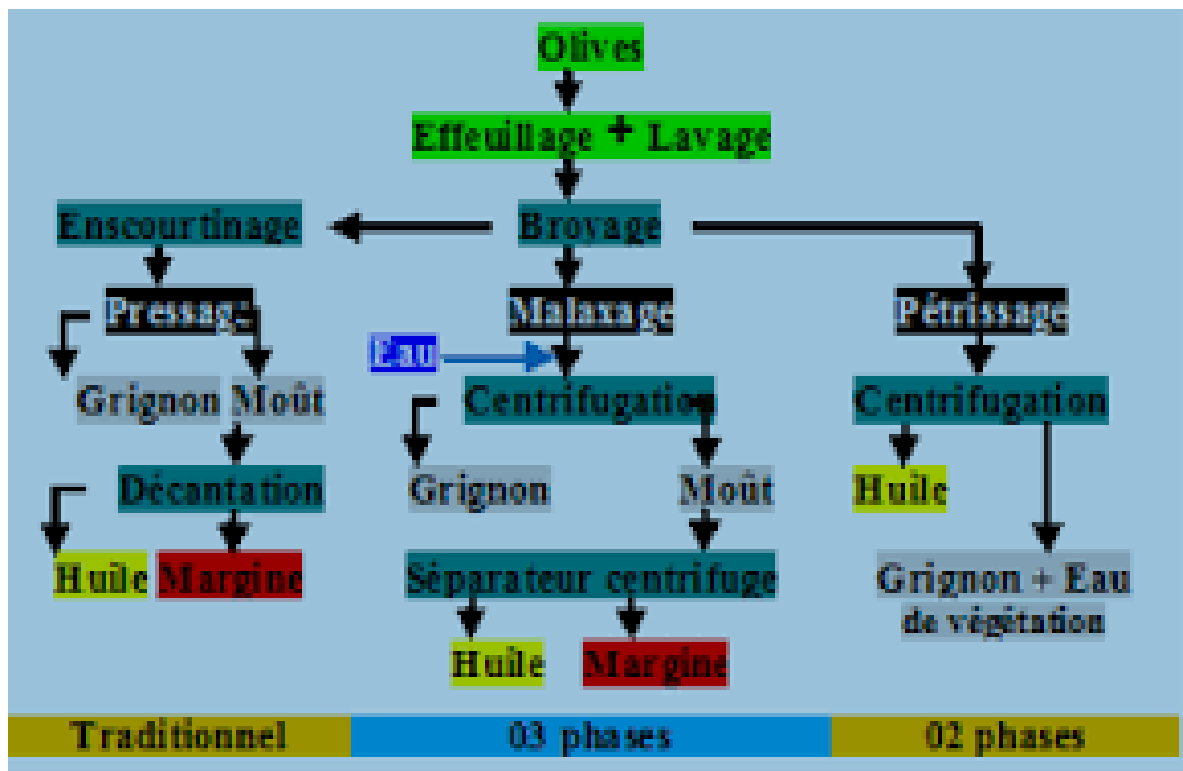 Olives
Effeuillage + Lavage
Enscourtinage Broyage
Pressage Malaxage Pétrissage
Eau
Grignon Moût Centrifugation Centrifugation
Décantation Grignon Moût Huile
Huile Margine Séparateur centrifuge Grignon + Eau
de végétation
Huile Margine
Traditionnel 03 phases 02 phases